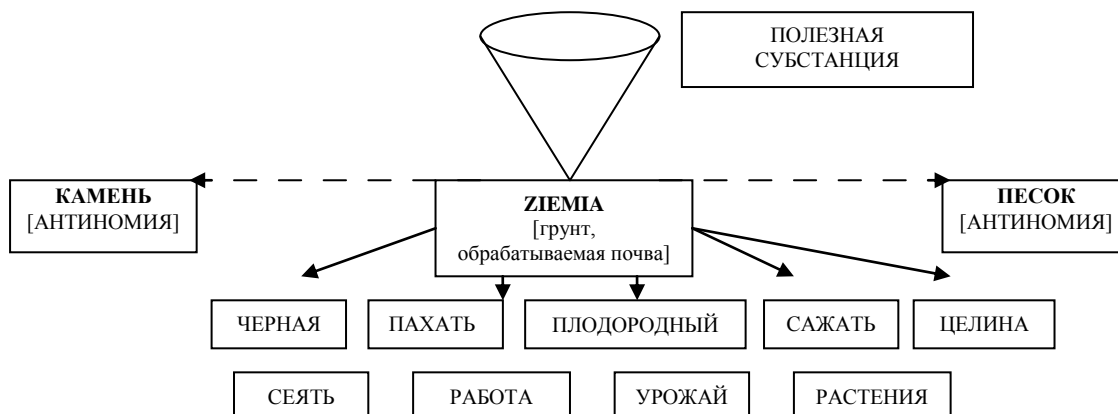 ПОЛЕЗНАЯ
СУБСТАНЦИЯ
КАМЕНЬ
[АНТИНОМИЯ]
ZIEMIA
[грунт,
обрабатываемая почва]
ПЕСОК
[АНТИНОМИЯ]
ЧЕРНАЯ
ПАХАТЬ
ПЛОДОРОДНЫЙ
САЖАТЬ
ЦЕЛИНА
СЕЯТЬ
РАБОТА
УРОЖАЙ
РАСТЕНИЯ